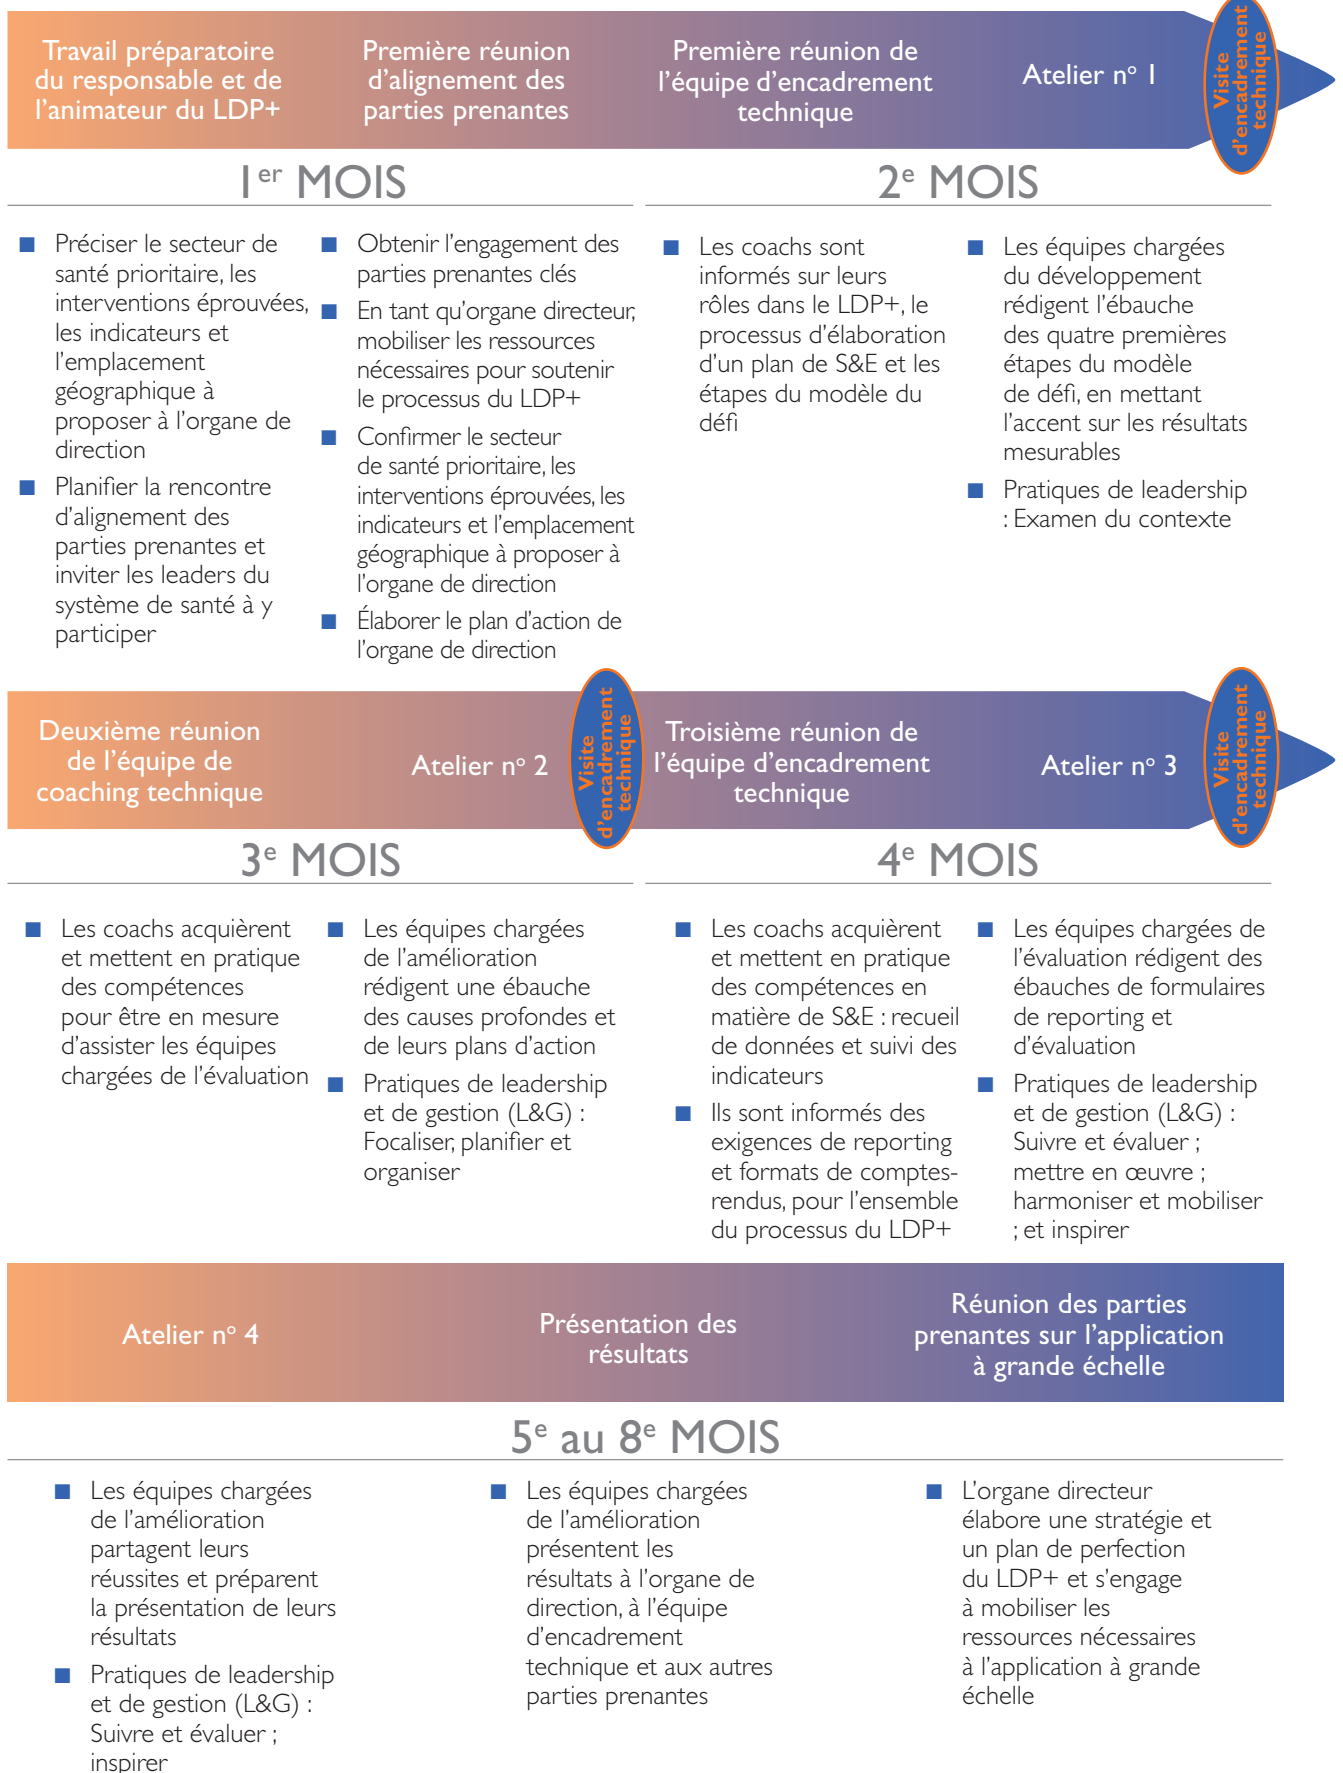 Travail préparatoire
du responsable et de
l'animateur du LDP+
Première réunion
d'alignement des
parties prenantes
Première réunion de
l'équipe d'encadrement
technique
Atelier nº 1
Visite
d'encadrement
technique
1er MOIS
■ Préciser le secteur de
santé prioritaire, les
interventions éprouvées,
les indicateurs et
l'emplacement
géographique à
proposer à l'organe de
direction
■ Planifier la rencontre
d'alignement des
parties prenantes et
inviter les leaders du
système de santé à y
participer
■ Obtenir l'engagement des
parties prenantes clés
■ En tant qu'organe directeur,
mobiliser les ressources
nécessaires pour soutenir
le processus du LDP+
■ Confirmer le secteur
de santé prioritaire, les
interventions éprouvées, les
indicateurs et l'emplacement
géographique à proposer à
l'organe de direction
■ Élaborer le plan d'action de
l'organe de direction
2e MOIS
■ Les coachs sont
informés sur leurs
rôles dans le LDP+, le
processus d'élaboration
d'un plan de S&E et les
étapes du modèle du
défi
■ Les équipes chargées
du développement
rédigent l'ébauche
des quatre premières
étapes du modèle
de défi, en mettant
l'accent sur les résultats
mesurables
■ Pratiques de leadership
: Examen du contexte
Deuxième réunion
de l'équipe de
coaching technique
Atelier nº 2
Visite
d'encadrement
technique
Troisième réunion de
l'équipe d'encadrement
technique
Atelier nº 3
Visite
d'encadrement
technique
3e MOIS
■ Les coachs acquièrent
et mettent en pratique
des compétences
pour être en mesure
d'assister les équipes
chargées de l'évaluation
■ Les équipes chargées
de l'amélioration
rédigent une ébauche
des causes profondes et
de leurs plans d'action
■ Pratiques de leadership
et de gestion (L&G) :
Focaliser, planifier et
organiser
4e MOIS
■ Les coachs acquièrent
et mettent en pratique
des compétences en
matière de S&E : recueil
de données et suivi des
indicateurs
■ Ils sont informés des
exigences de reporting
et formats de comptes-
rendus, pour l'ensemble
du processus du LDP+
■ Les équipes chargées de
l'évaluation rédigent des
ébauches de formulaires
de reporting et
d'évaluation
■ Pratiques de leadership
et de gestion (L&G) :
Suivre et évaluer ;
mettre en œuvre ;
harmoniser et mobiliser
; et inspirer
Atelier nº 4
Présentation des
résultats
Réunion des parties
prenantes sur l'application
à grande échelle
5e au 8e MOIS
■ Les équipes chargées
de l'amélioration
partagent leurs
réussites et préparent
la présentation de leurs
résultats
■ Pratiques de leadership
et de gestion (L&G) :
Suivre et évaluer ;
inspirer
■ Les équipes chargées
de l'amélioration
présentent les
résultats à l'organe de
direction, à l'équipe
d'encadrement
technique et aux autres
parties prenantes
■ L'organe directeur
élabore une stratégie et
un plan de perfection
du LDP+ et s'engage
à mobiliser les
ressources nécessaires
à l'application à grande
échelle